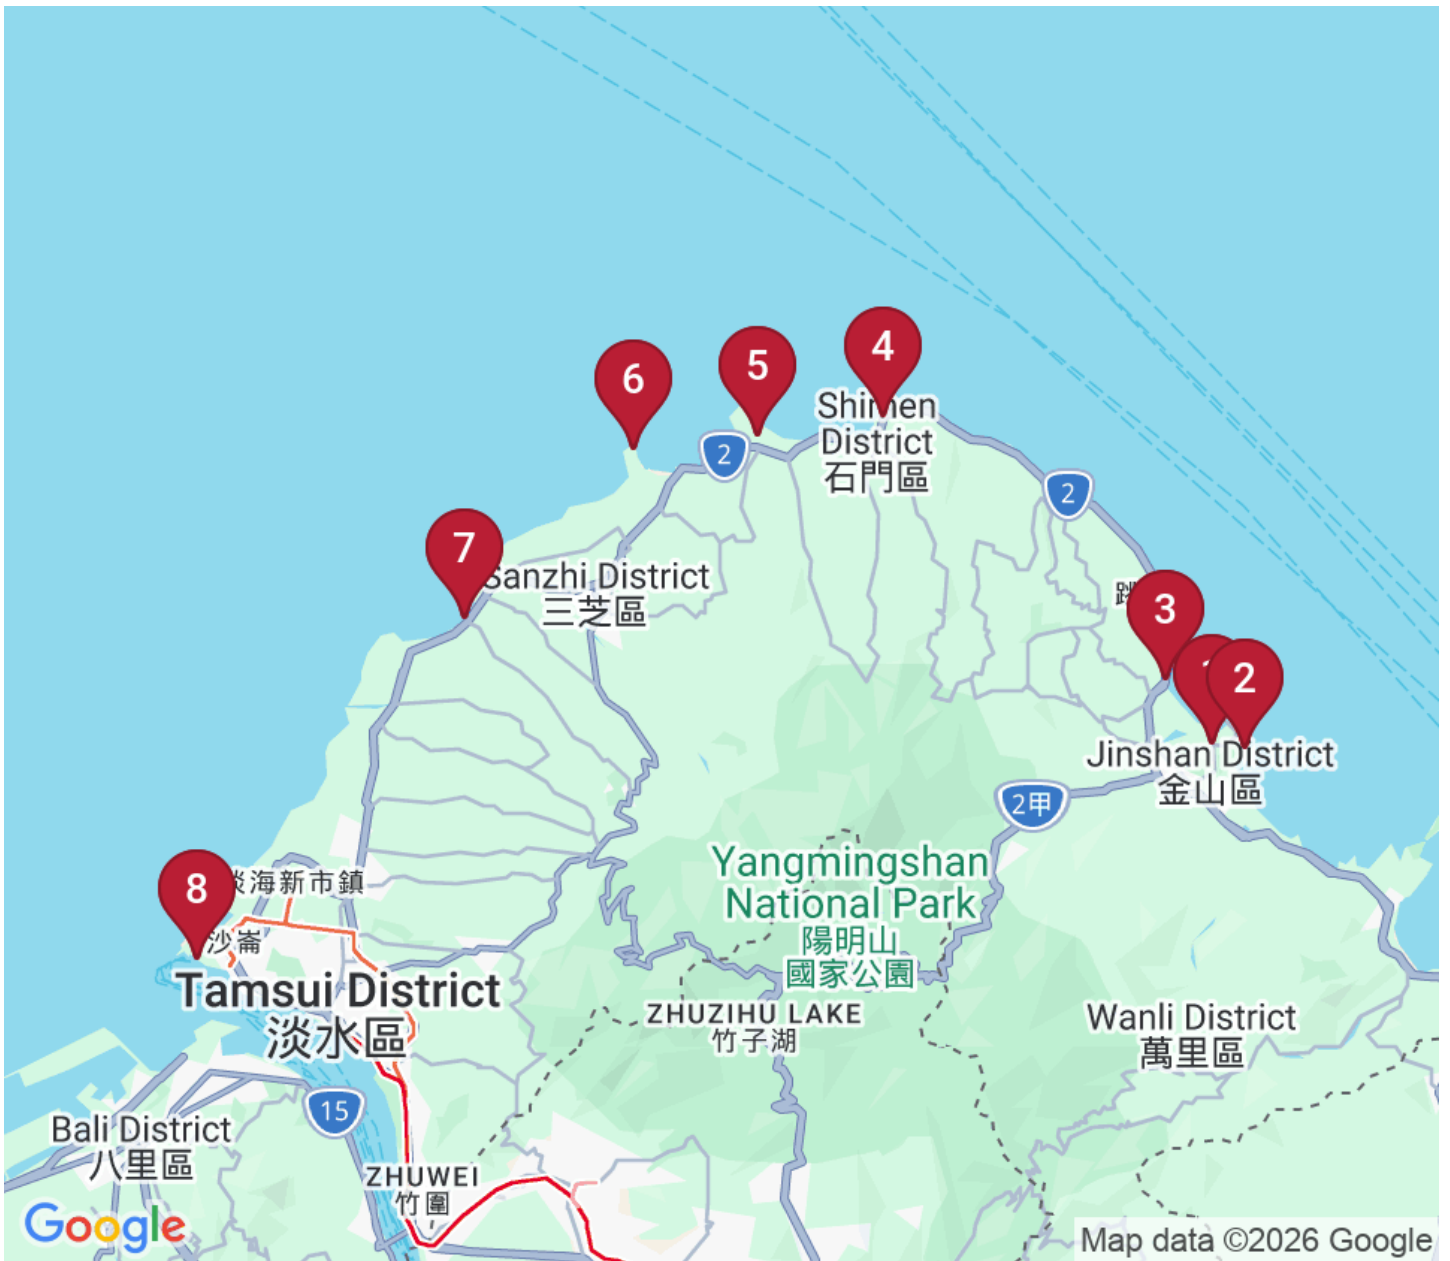 6
5
4
2
Shimen
District
石門區
2
7
Sanzhi District
三芝區
3
2
Jinshan District
金山區
2甲
Yangmingshan
National Park
陽明山
國家公園
8
淡海新市鎮
沙崙
Tamsui District
淡水區
ZHUZIHU LAKE
竹子湖
Wanli District
萬里區
15
Bali District
八里區
ZHUWEI
竹圍
Google
Map data ©2026 Google